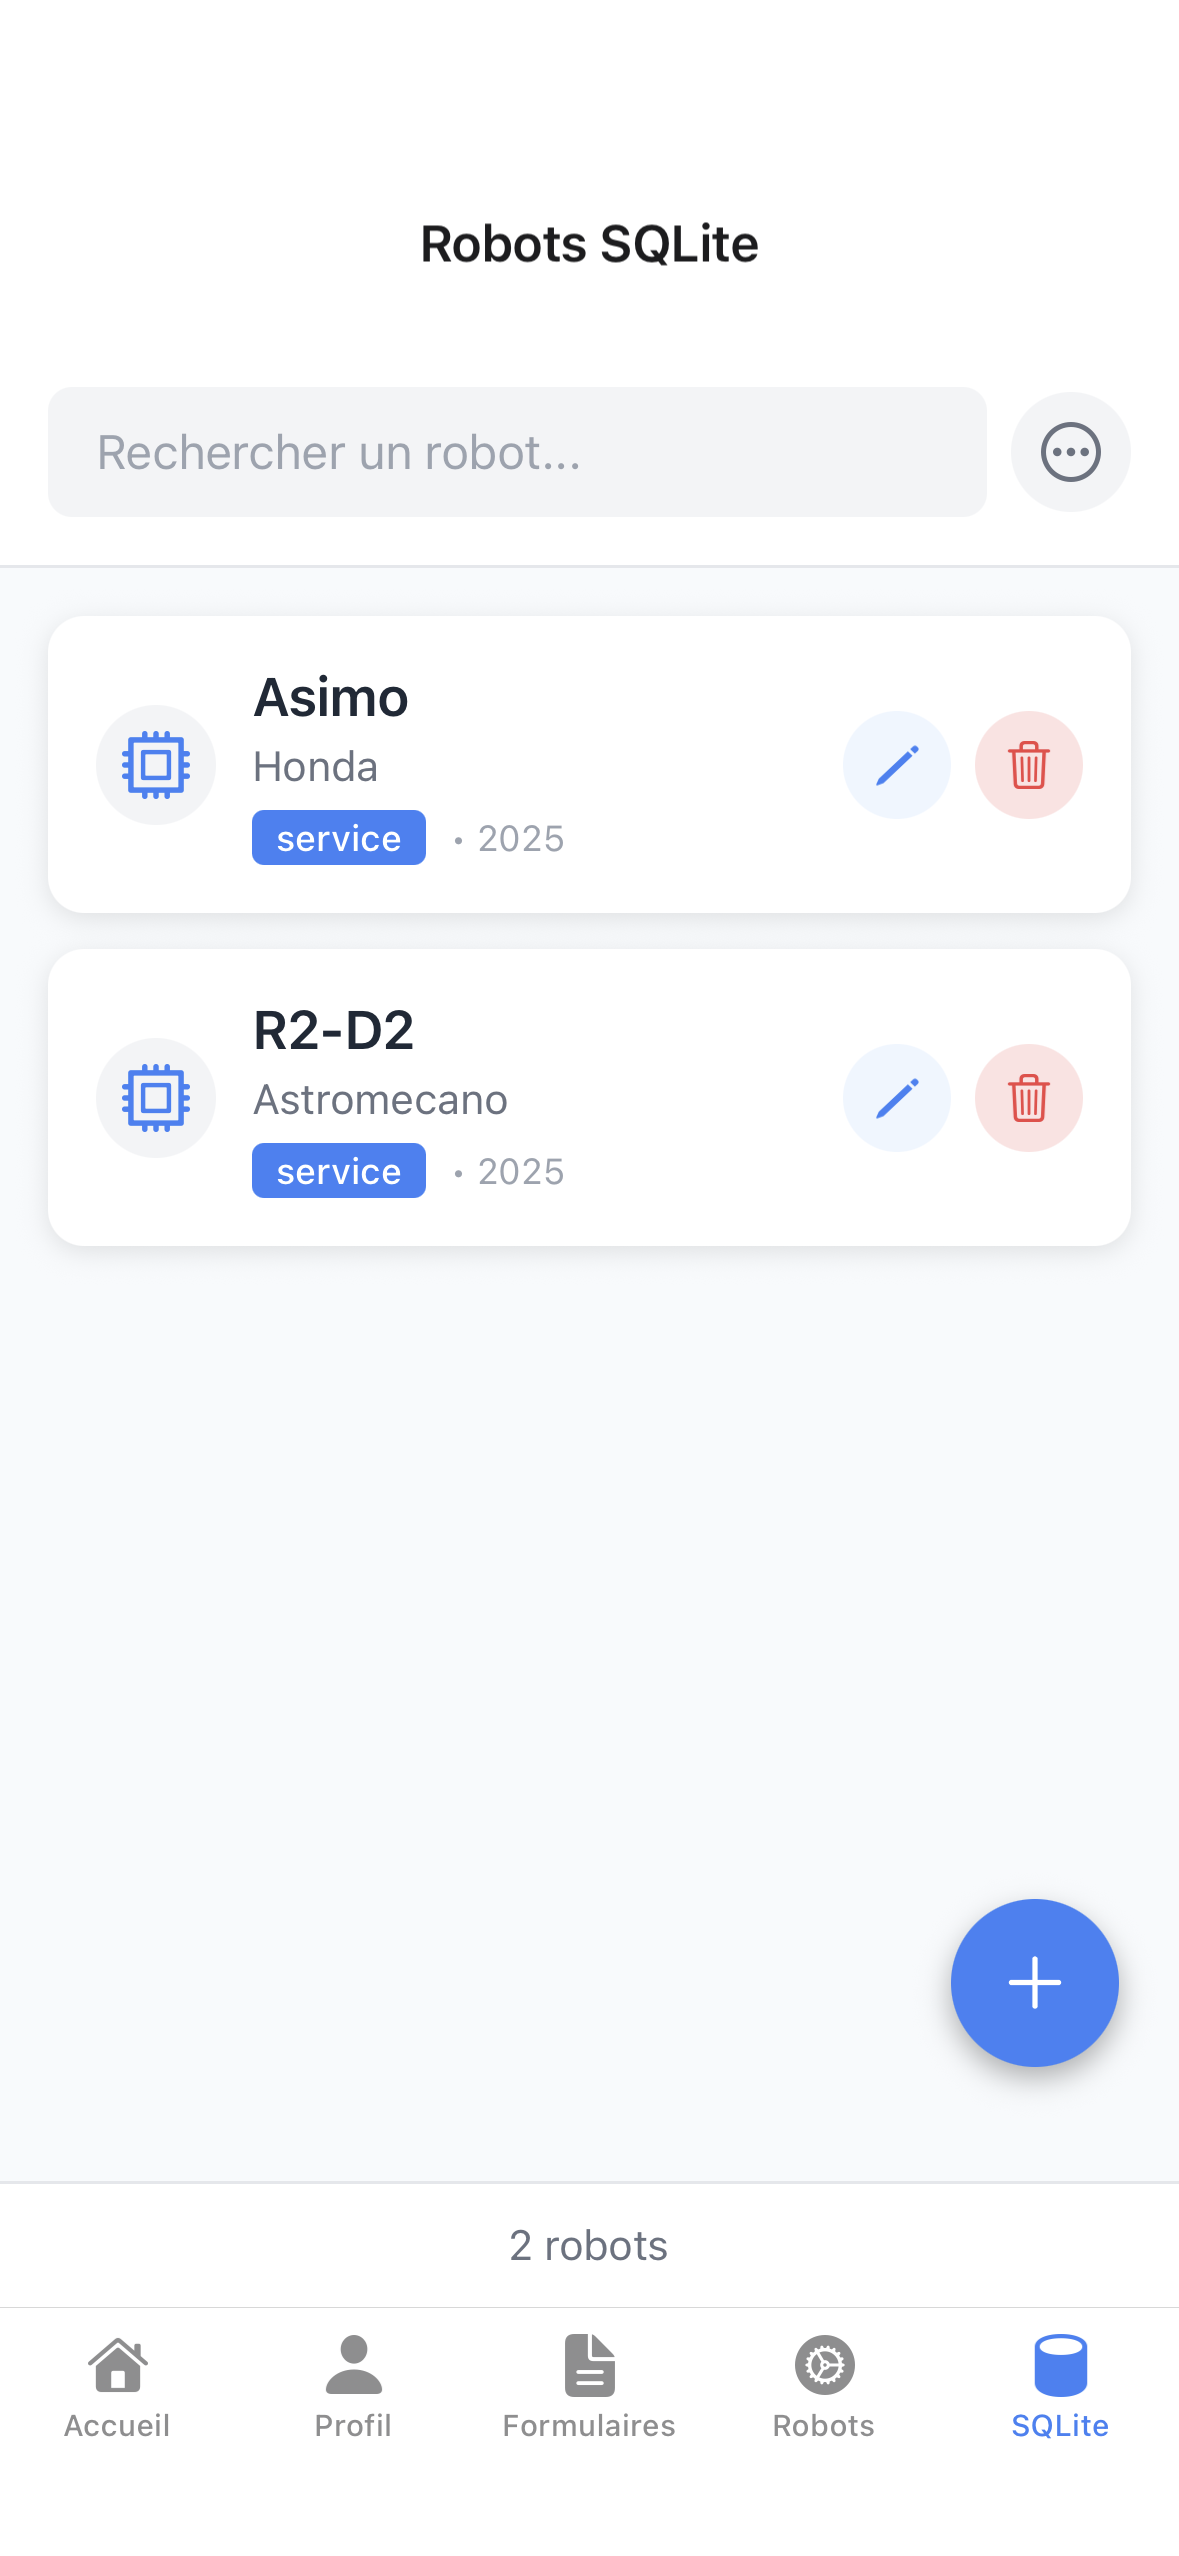 Robots SQLite
Rechercher un robot...
Asimo
Honda
service • 2025
R2-D2
Astromecano
service • 2025
2 robots
Accueil Profil Formulaires Robots SQLite